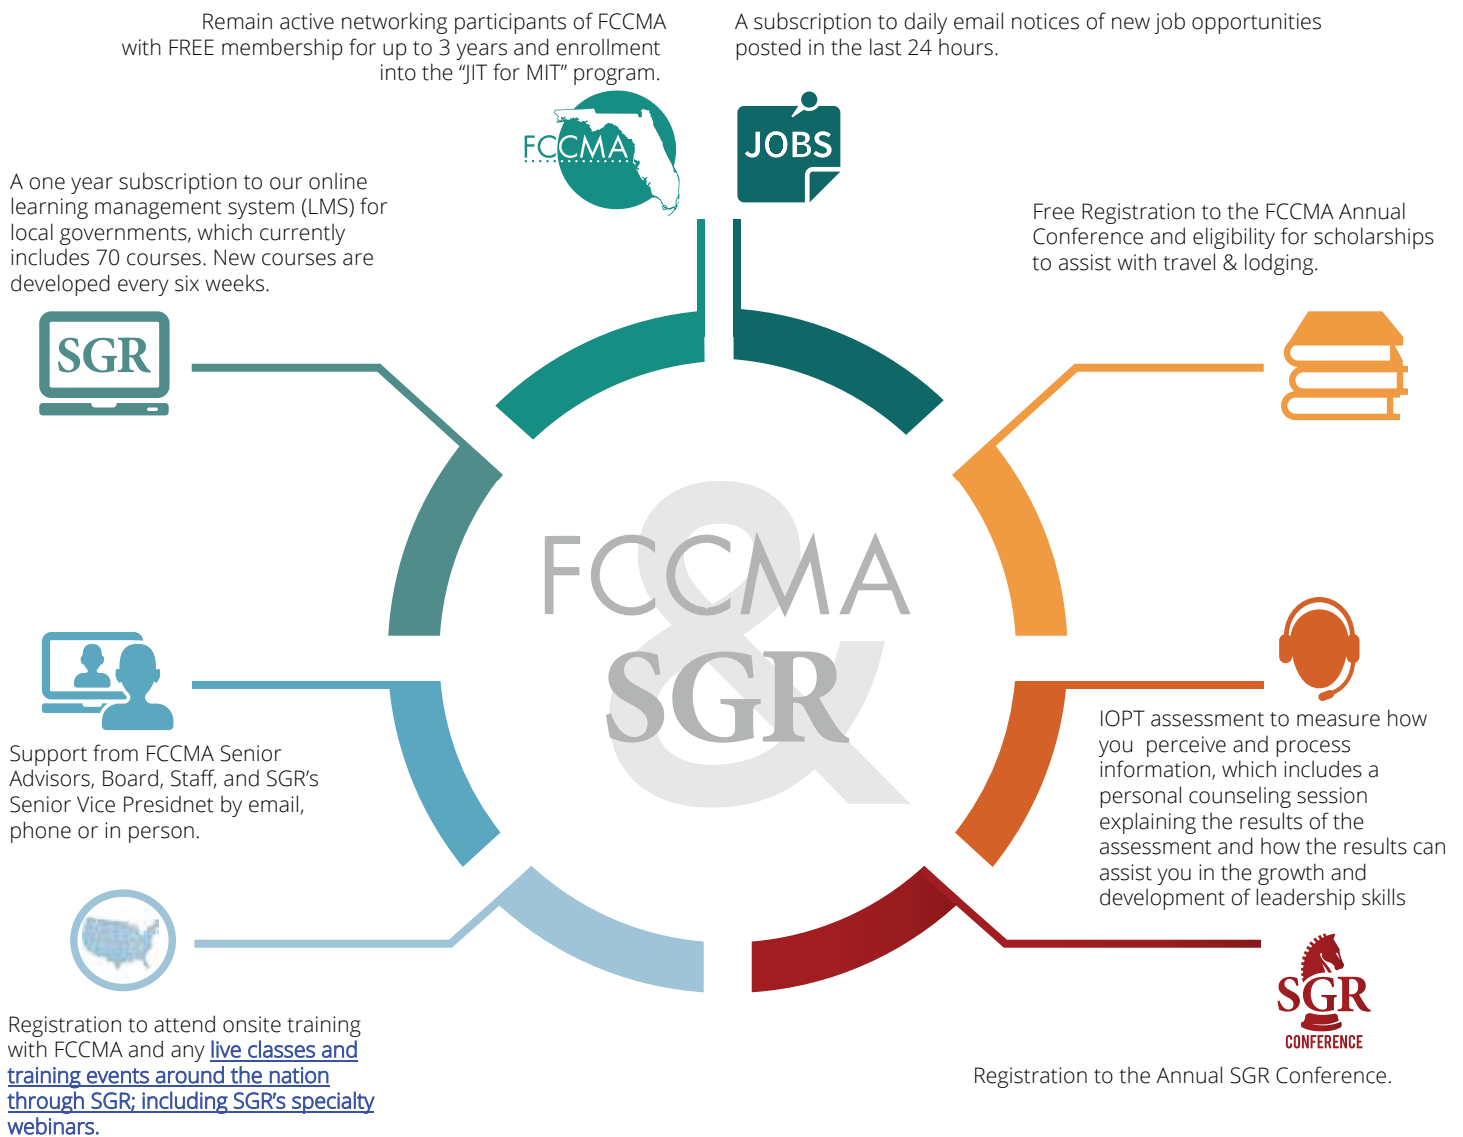 Remain active networking participants of FCCMA
with FREE membership for up to 3 years and enrollment
into the “JIT for MIT” program.
FCCMA
A subscription to daily email notices of new job opportunities
posted in the last 24 hours.
JOBS
A one year subscription to our online
learning management system (LMS) for
local governments, which currently
includes 70 courses. New courses are
developed every six weeks.
SGR
Free Registration to the FCCMA Annual
Conference and eligibility for scholarships
to assist with travel & lodging.
FCCMA
&
SGR
Support from FCCMA Senior
Advisors, Board, Staff, and SGR’s
Senior Vice Presidnet by email,
phone or in person.
IOPT assessment to measure how
you  perceive and process
information, which includes a
personal counseling session
explaining the results of the
assessment and how the results can
assist you in the growth and
development of leadership skills
Registration to attend onsite training
with FCCMA and any live classes and
training events around the nation
through SGR; including SGR’s specialty
webinars.
SGR
CONFERENCE
Registration to the Annual SGR Conference.